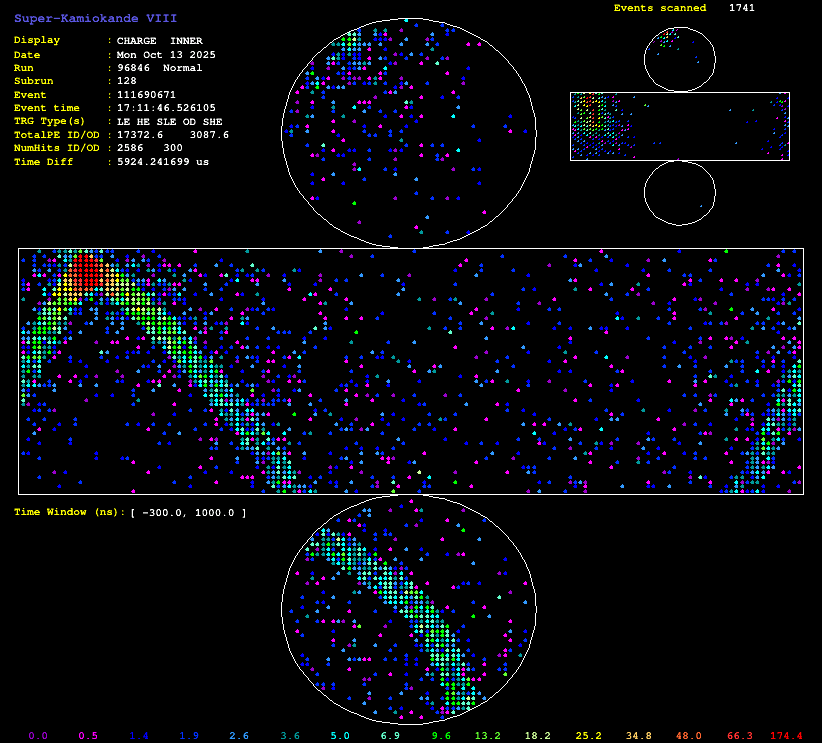 Super-Kamiokande VIII
Events scanned 1741
Display : CHARGE INNER
Date : Mon Oct 13 2025
Run : 96846 Normal
Subrun : 128
Event : 111690671
Event time : 17:11:46.526105
TRG Type(s) : LE HE SLE OD SHE
TotalPE ID/OD : 17372.6 3087.6
NumHits ID/OD : 2586 300
Time Diff : 5924.241699 us
Time Window (ns): [ -300.0, 1000.0 ]
0.0 0.5 1.4 1.9 2.6 3.6 5.0 6.9 9.6 13.2 18.2 25.2 34.8 48.0 66.3 174.4